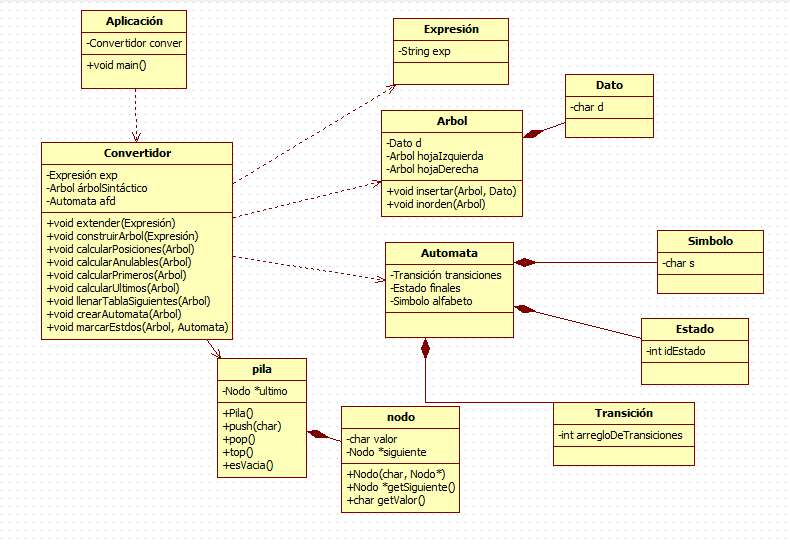 Aplicación
-Convertidor conver
+void main()
Expresión
-String exp
Dato
-char d
Arbol
-Dato d
-Arbol hojaIzquierda
-Arbol hojaDerecha
+void insertar(Arbol, Dato)
+void inorden(Arbol)
Convertidor
-Expresión exp
-Arbol árbolSintáctico
-Automata afd
+void extender(Expresión)
+void construirArbol(Expresión)
+void calcularPosiciones(Arbol)
+void calcularAnulables(Arbol)
+void calcularPrimeros(Arbol)
+void calcularUltimos(Arbol)
+void llenarTablaSiguientes(Arbol)
+void crearAutomata(Arbol)
+void marcarEstdos(Arbol, Automata)
Automata
-Transición transiciones
-Estado finales
-Simbolo alfabeto
Simbolo
-char s
Estado
-int idEstado
pila
-Nodo *ultimo
+Pila()
+push(char)
+pop()
+top()
+esVacia()
nodo
-char valor
-Nodo *siguiente
+Nodo(char, Nodo*)
+Nodo *getSiguiente()
+char getValor()
Transición
-int arregloDeTransiciones